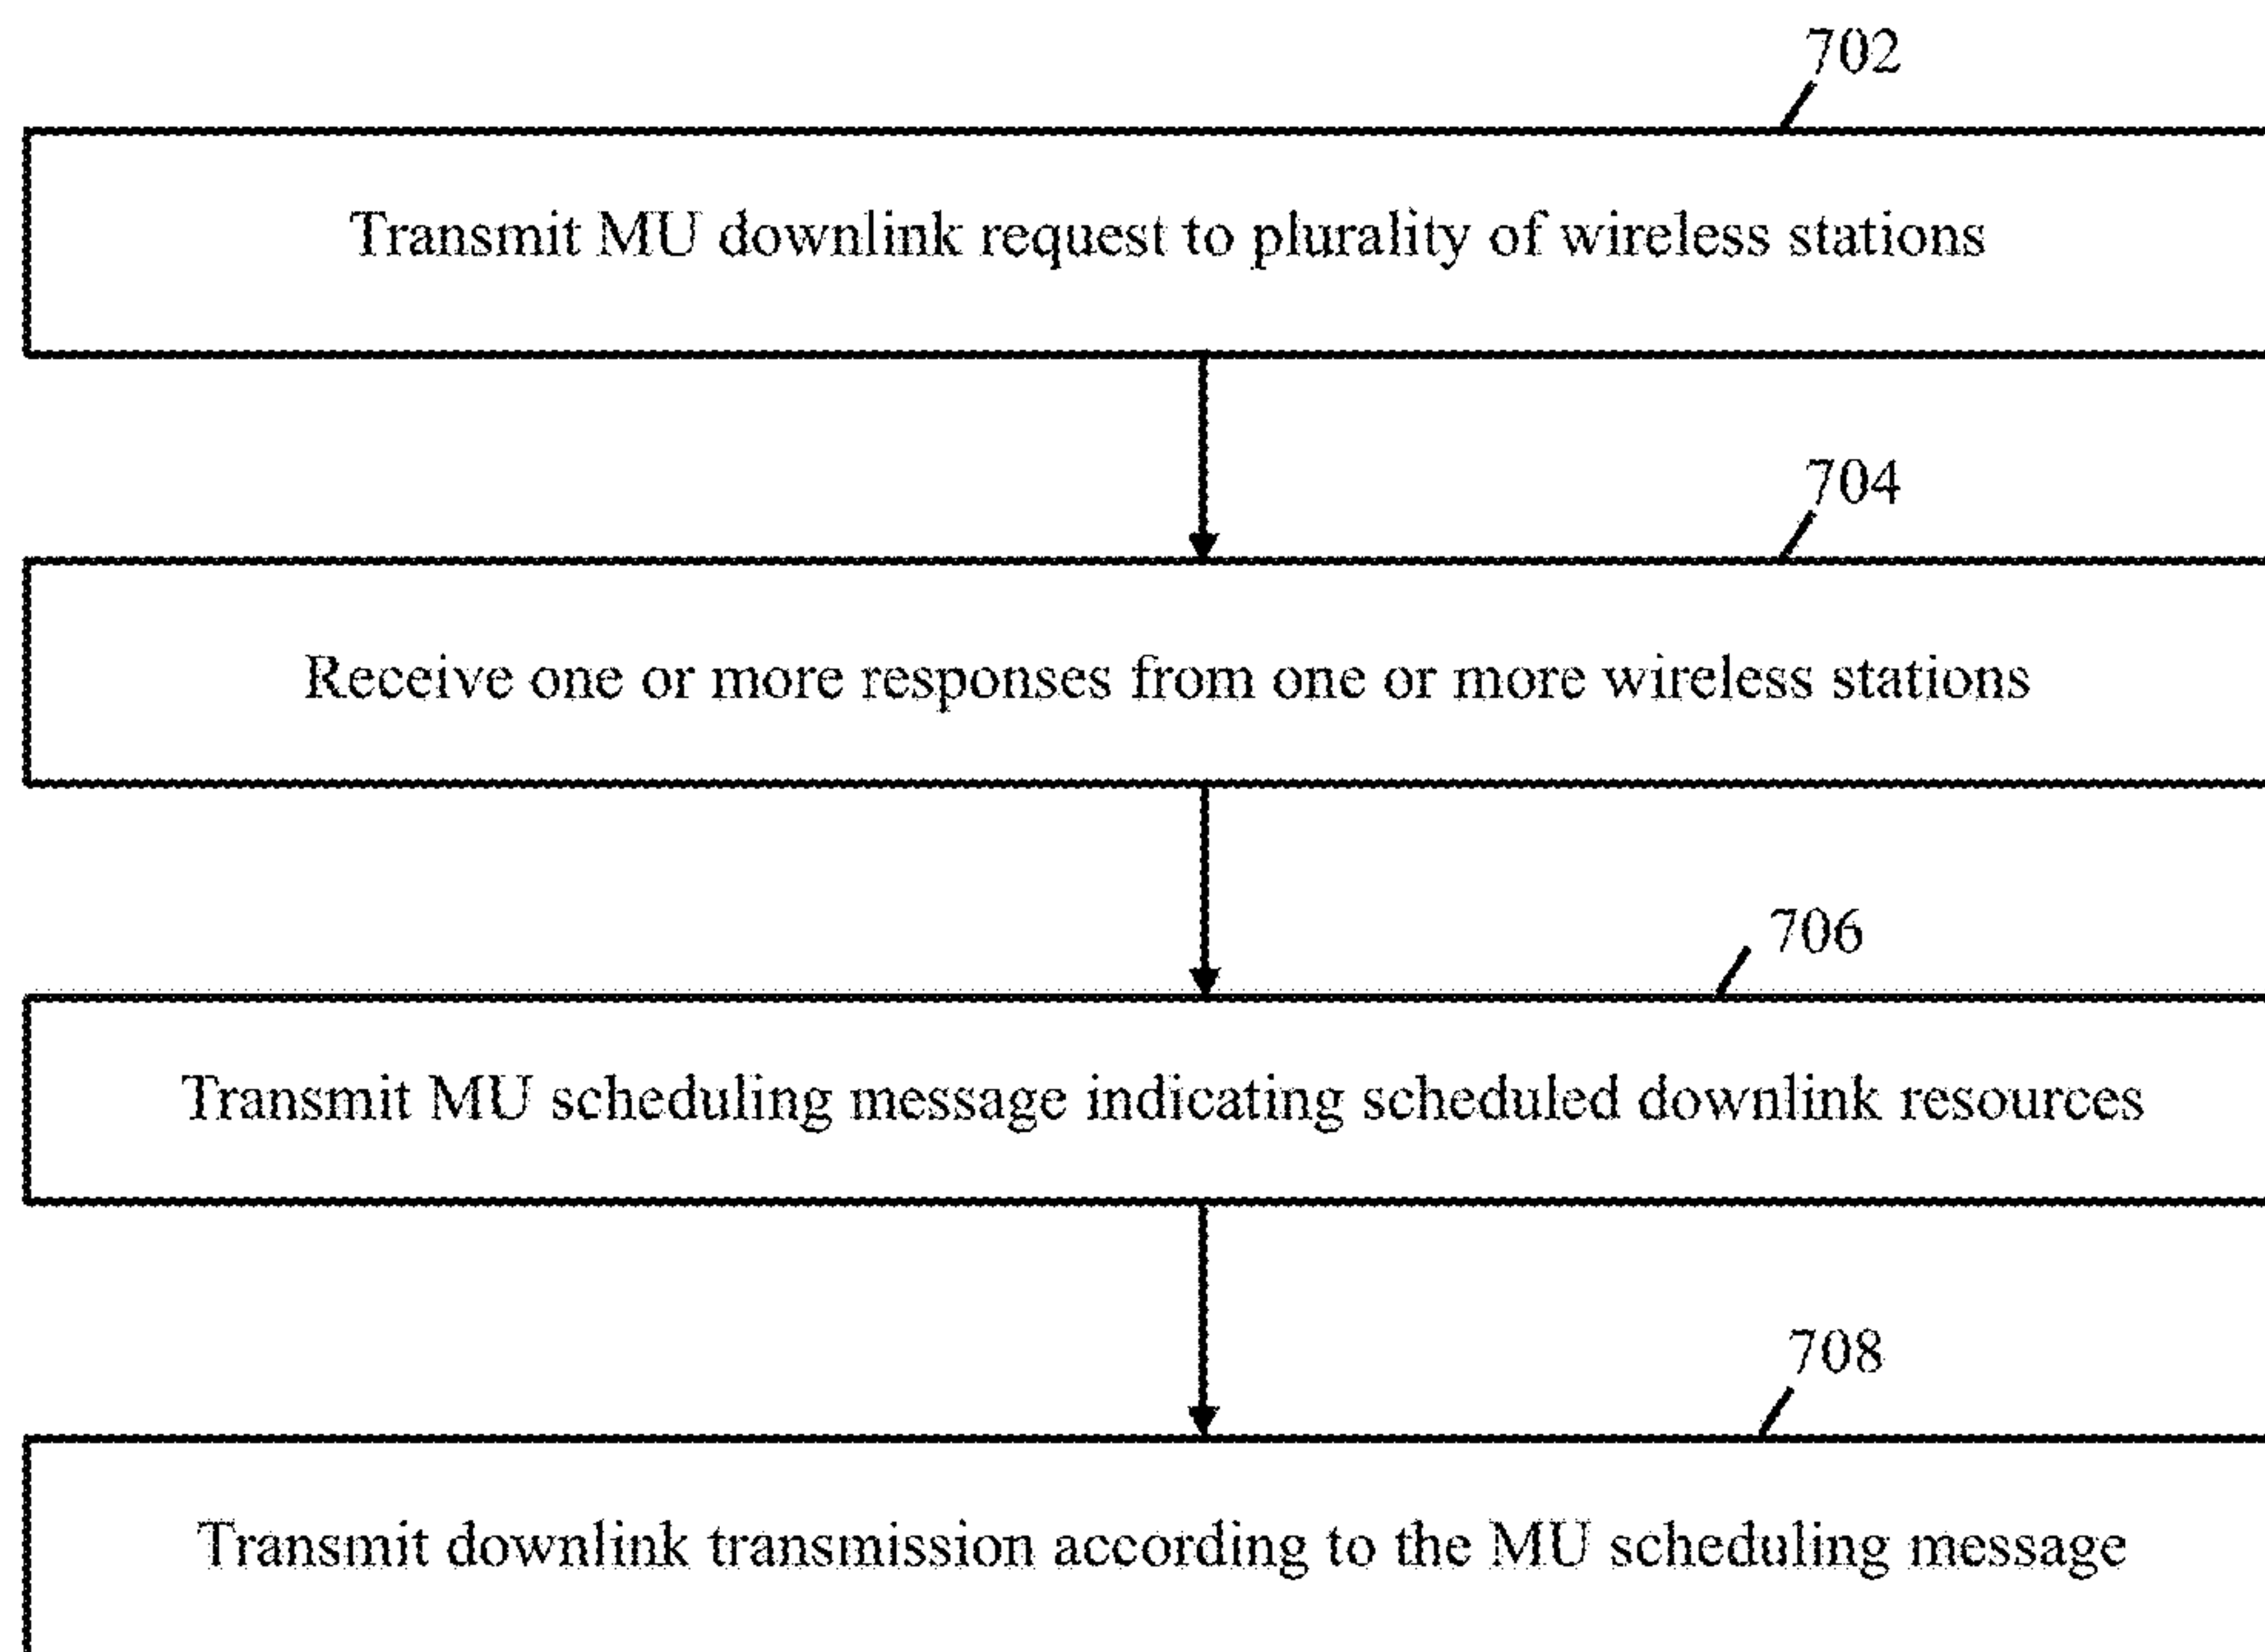 702
Transmit MU downlink request to plurality of wireless stations
704
Receive one or more responses from one or more wireless stations
706
Transmit MU scheduling message indicating scheduled downlink resources
708
Transmit downlink transmission according to the MU scheduling message